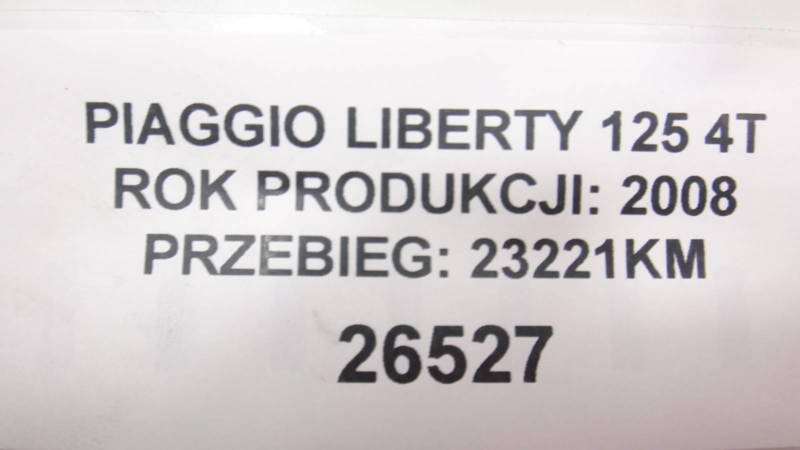 PIAGGIO LIBERTY 125 4T
ROK PRODUKCJI: 2008
PRZEBIEG: 23221KM
26527